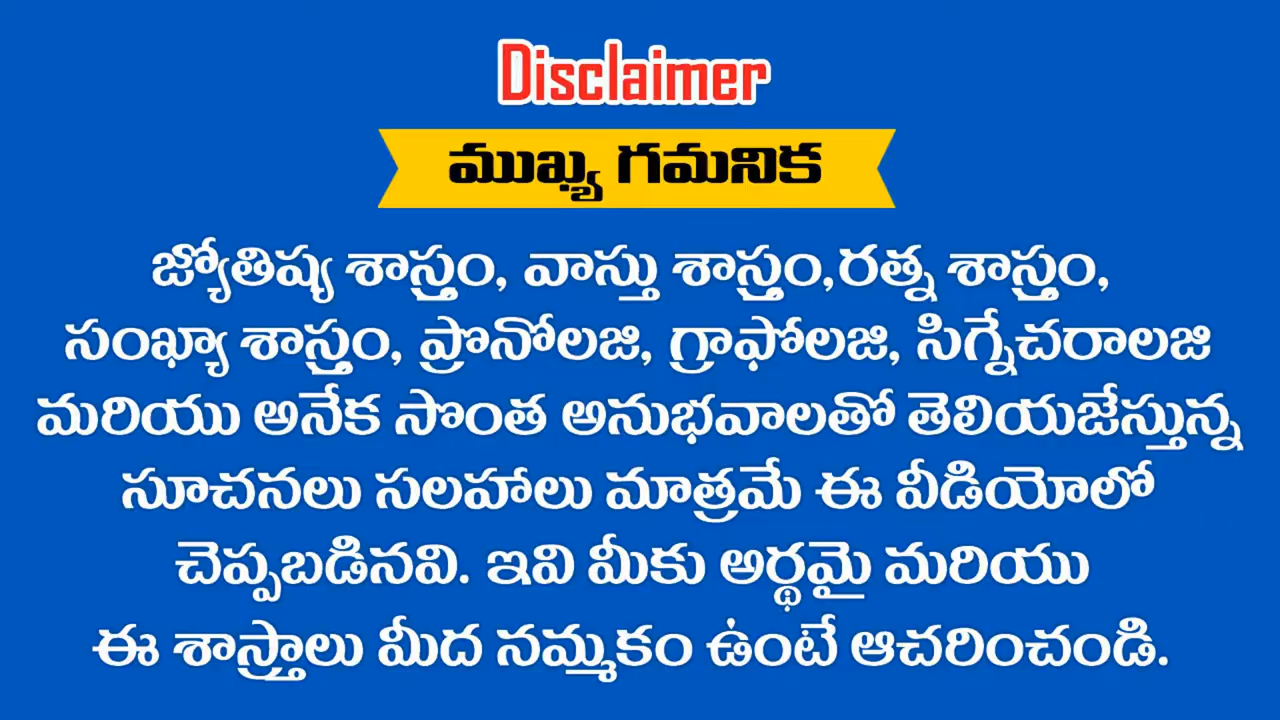 Disclaimer
ముఖ్య గమనిక
జ్యోతిష్య శాస్త్రం, వాస్తు శాస్త్రం,రత్న శాస్త్రం,
సంఖ్యా శాస్త్రం, ప్రొనోలజి, గ్రాఫోలజి, సిగ్నేచరాలజి
మరియు అనేక సొంత అనుభవాలతో తెలియజేస్తున్న
సూచనలు సలహాలు మాత్రమే ఈ వీడియోలో
చెప్పబడినవి. ఇవి మీకు అర్థమై మరియు
ఈ శాస్త్రాలు మీద నమ్మకం ఉంటే ఆచరించండి.